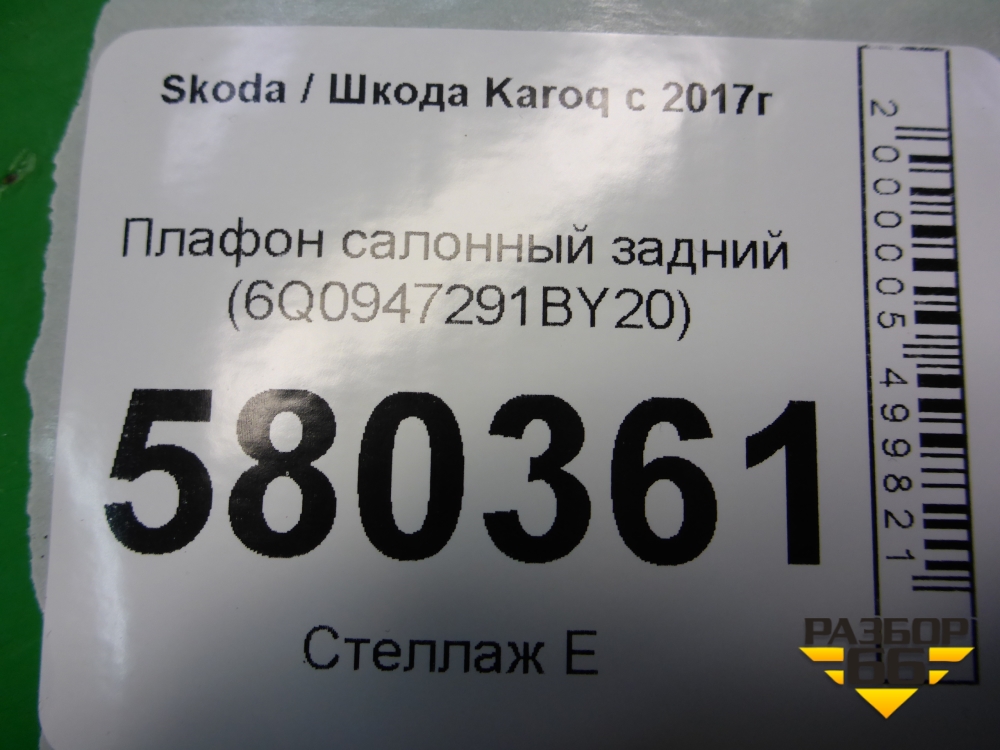 Skoda / Шкода Karoq с 2017г
Плафон салонный задний
(6Q0947291BY20)
580361
Стеллаж Е
2000005499821
РАЗБОР
66